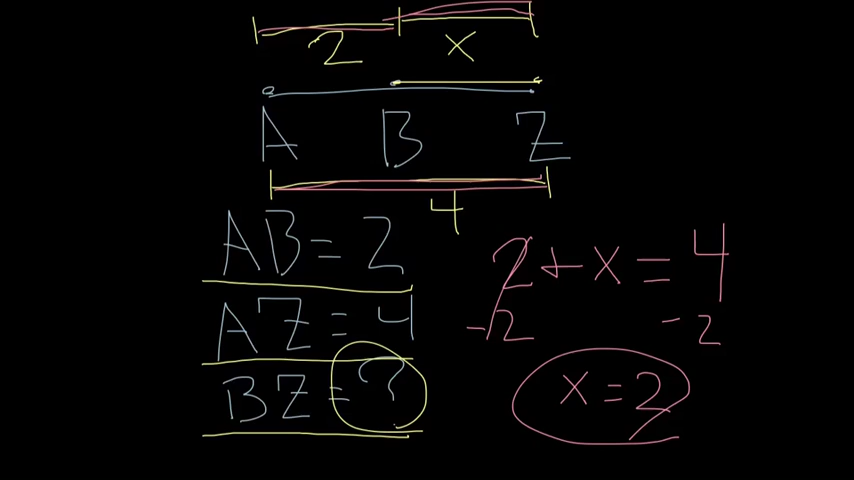 2 x
A B Z
4
AB = 2
AZ = 4
BZ = ?
2 + x = 4
-2 -2
x = 2